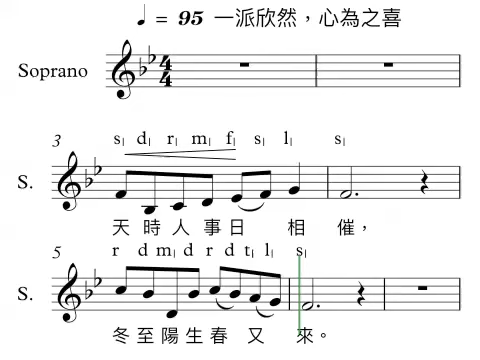 ♩ = 95 一派欣然，心為之喜
Soprano
3 s, d, r, m, f, s, l, s,
S.
天 時 人 事 日 相 催，
5 r d m, d r d t, l, s,
S.
冬 至 陽 生 春 又 來。